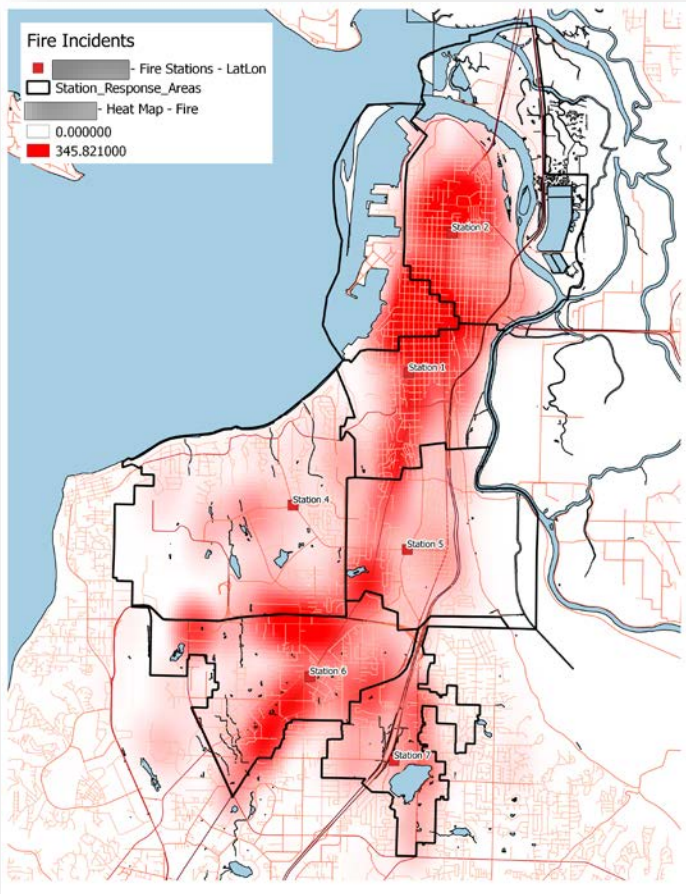 Fire Incidents
- Fire Stations - LatLon
Station_Response_Areas
- Heat Map - Fire
0.000000
345.821000
Station 2
Station 1
Station 4
Station 5
Station 6
Station 7